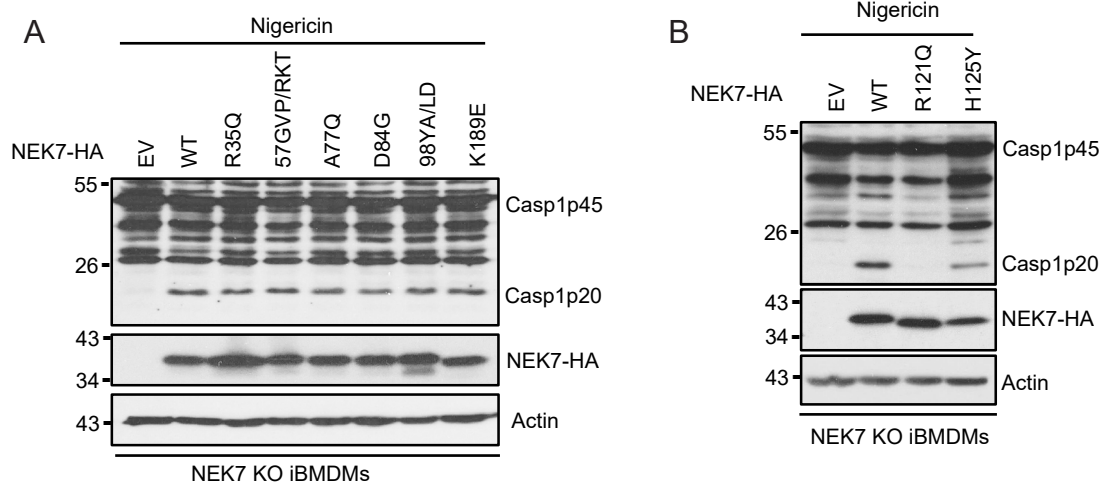 A
Nigericin
NEK7-HA
EV
WT
R35Q
57GVP/RKT
A77Q
D84G
98YA/LD
K189E
55
Casp1p45
26
Casp1p20
43
NEK7-HA
34
43
Actin
NEK7 KO iBMDMs
B
Nigericin
NEK7-HA
EV
WT
R121Q
H125Y
55
Casp1p45
26
Casp1p20
43
NEK7-HA
34
43
Actin
NEK7 KO iBMDMs